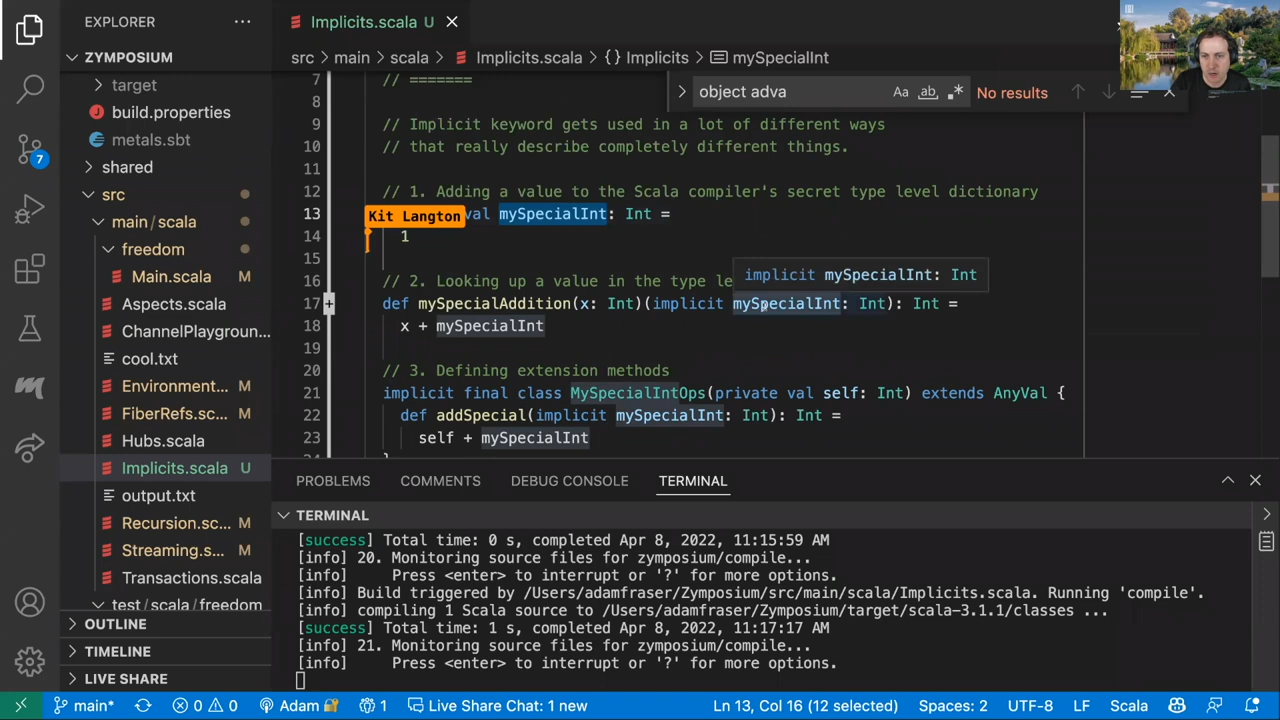 EXPLORER
Implicits.scala U
ZYMPOSIUM
src
main
scala
Implicits.scala
{} Implicits
mySpecialInt
target
build.properties
metals.sbt
shared
src
main / scala
freedom
Main.scala
Aspects.scala
ChannelPlayground...
cool.txt
Environment... M
FiberRefs.sc... M
Hubs.scala
Implicits.scala U
output.txt
Recursion.sc... M
Streaming.s... M
Transactions.scala
test / scala / freedom
OUTLINE
TIMELINE
LIVE SHARE
7
object adva
Aa ab .*
No results
7 // =======
8
9 // Implicit keyword gets used in a lot of different ways
10 // that really describe completely different things.
11
12 // 1. Adding a value to the Scala compiler's secret type level dictionary
13 val mySpecialInt: Int =
Kit Langton
14 1
15
16 // 2. Looking up a value in the type le
implicit mySpecialInt: Int
17 def mySpecialAddition(x: Int)(implicit mySpecialInt: Int): Int =
18 x + mySpecialInt
19
20 // 3. Defining extension methods
21 implicit final class MySpecialIntOps(private val self: Int) extends AnyVal {
22 def addSpecial(implicit mySpecialInt: Int): Int =
23 self + mySpecialInt
PROBLEMS COMMENTS DEBUG CONSOLE TERMINAL
TERMINAL
[success] Total time: 0 s, completed Apr 8, 2022, 11:15:59 AM
[info] 20. Monitoring source files for zymposium/compile...
[info] Press <enter> to interrupt or '?' for more options.
[info] Build triggered by /Users/adamfraser/Zymposium/src/main/scala/Implicits.scala. Running 'compile'.
[info] compiling 1 Scala source to /Users/adamfraser/Zymposium/target/scala-3.1.1/classes ...
[success] Total time: 1 s, completed Apr 8, 2022, 11:17:17 AM
[info] 21. Monitoring source files for zymposium/compile...
[info] Press <enter> to interrupt or '?' for more options.
main* 0 0 Adam 1 Live Share Chat: 1 new Ln 13, Col 16 (12 selected) Spaces: 2 UTF-8 LF Scala